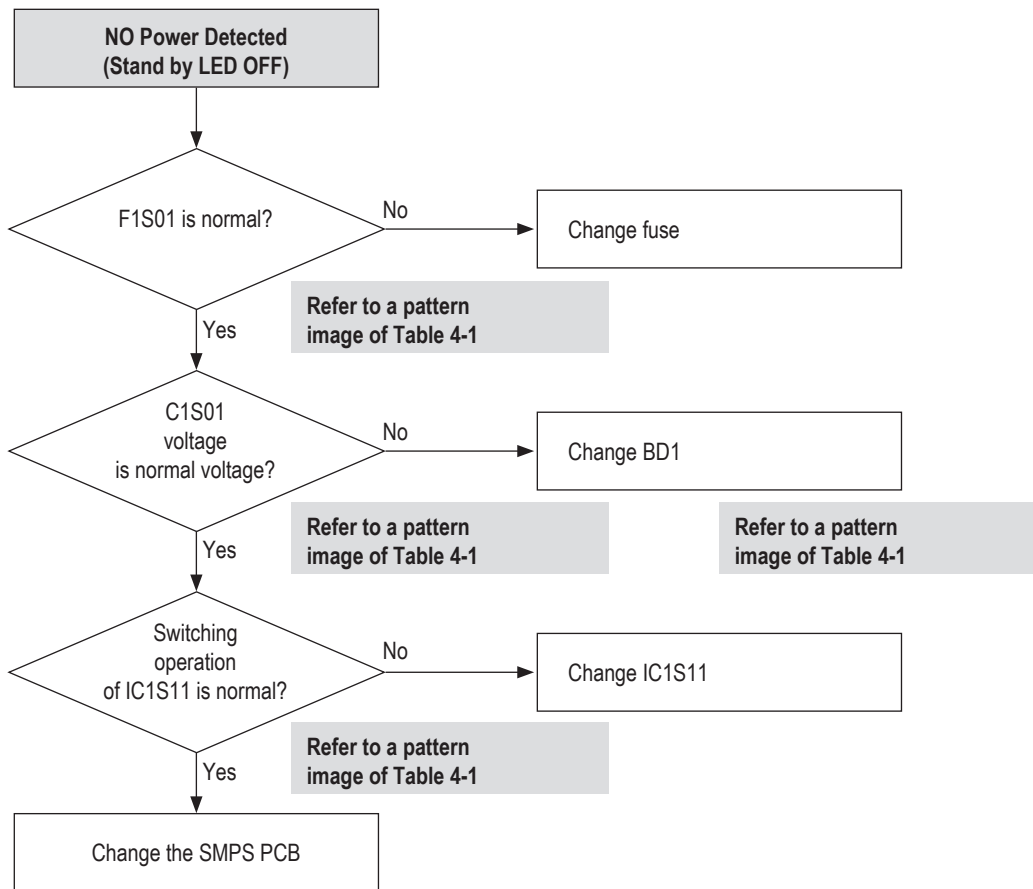 NO Power Detected
(Stand by LED OFF)
F1S01 is normal?
No
Change fuse
Refer to a pattern
image of Table 4-1
Yes
C1S01
voltage
is normal voltage?
No
Change BD1
Refer to a pattern
image of Table 4-1
Refer to a pattern
image of Table 4-1
Yes
Switching
operation
of IC1S11 is normal?
No
Change IC1S11
Refer to a pattern
image of Table 4-1
Yes
Change the SMPS PCB